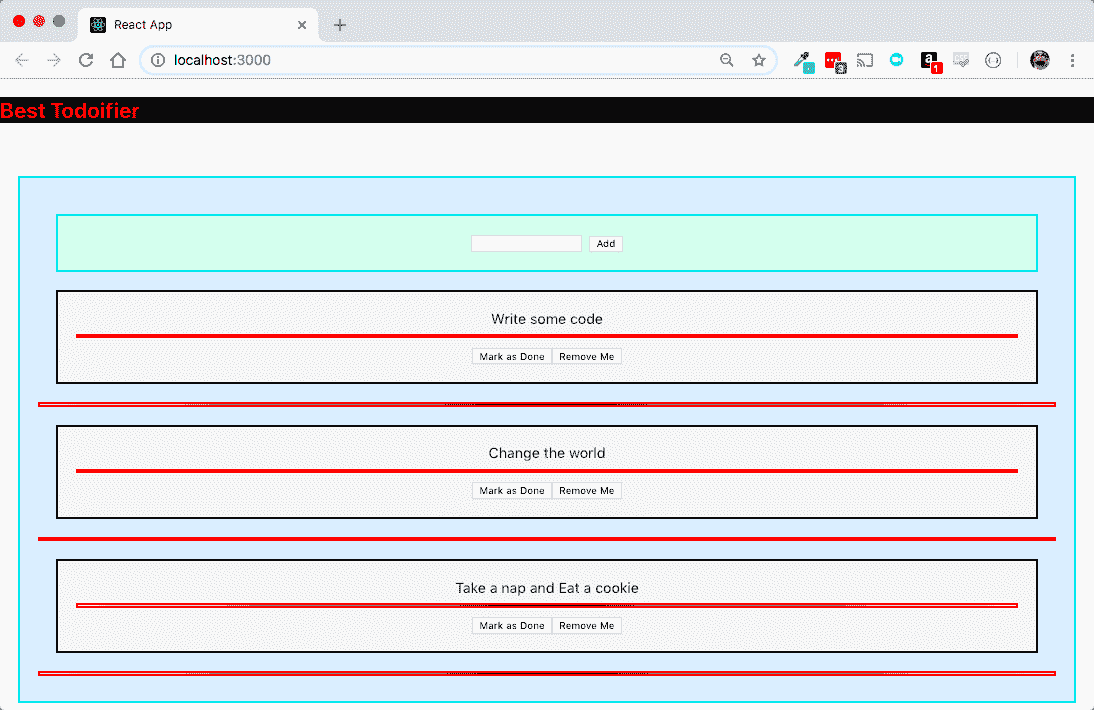 React App
localhost:3000
a
1
Best Todoifier
Add
Write some code
Mark as Done Remove Me
Change the world
Mark as Done Remove Me
Take a nap and Eat a cookie
Mark as Done Remove Me